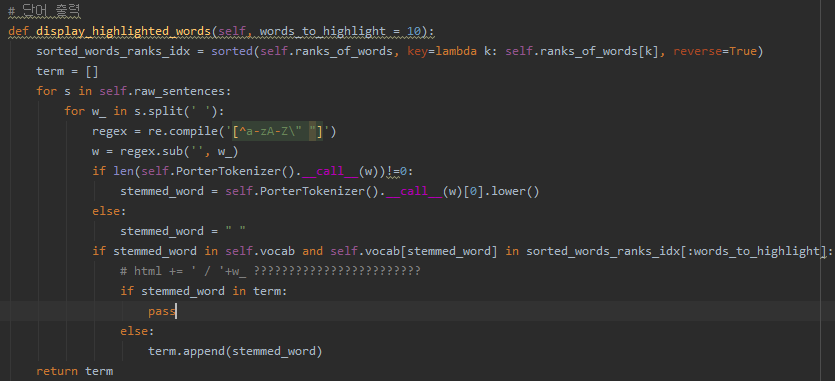 # 단어 출력
def display_highlighted_words(self, words_to_highlight = 10):
    sorted_words_ranks_idx = sorted(self.ranks_of_words, key=lambda k: self.ranks_of_words[k], reverse=True)
    term = []
    for s in self.raw_sentences:
        for w_ in s.split(' '):
            regex = re.compile('[^a-zA-Z\" "]')
            w = regex.sub('', w_)
            if len(self.PorterTokenizer().__call__(w))!=0:
                stemmed_word = self.PorterTokenizer().__call__(w)[0].lower()
            else:
                stemmed_word = " "
            if stemmed_word in self.vocab and self.vocab[stemmed_word] in sorted_words_ranks_idx[:words_to_highlight]:
                # html += ' / '+w_ ????????????????????????
                if stemmed_word in term:
                    pass
                else:
                    term.append(stemmed_word)
    return term